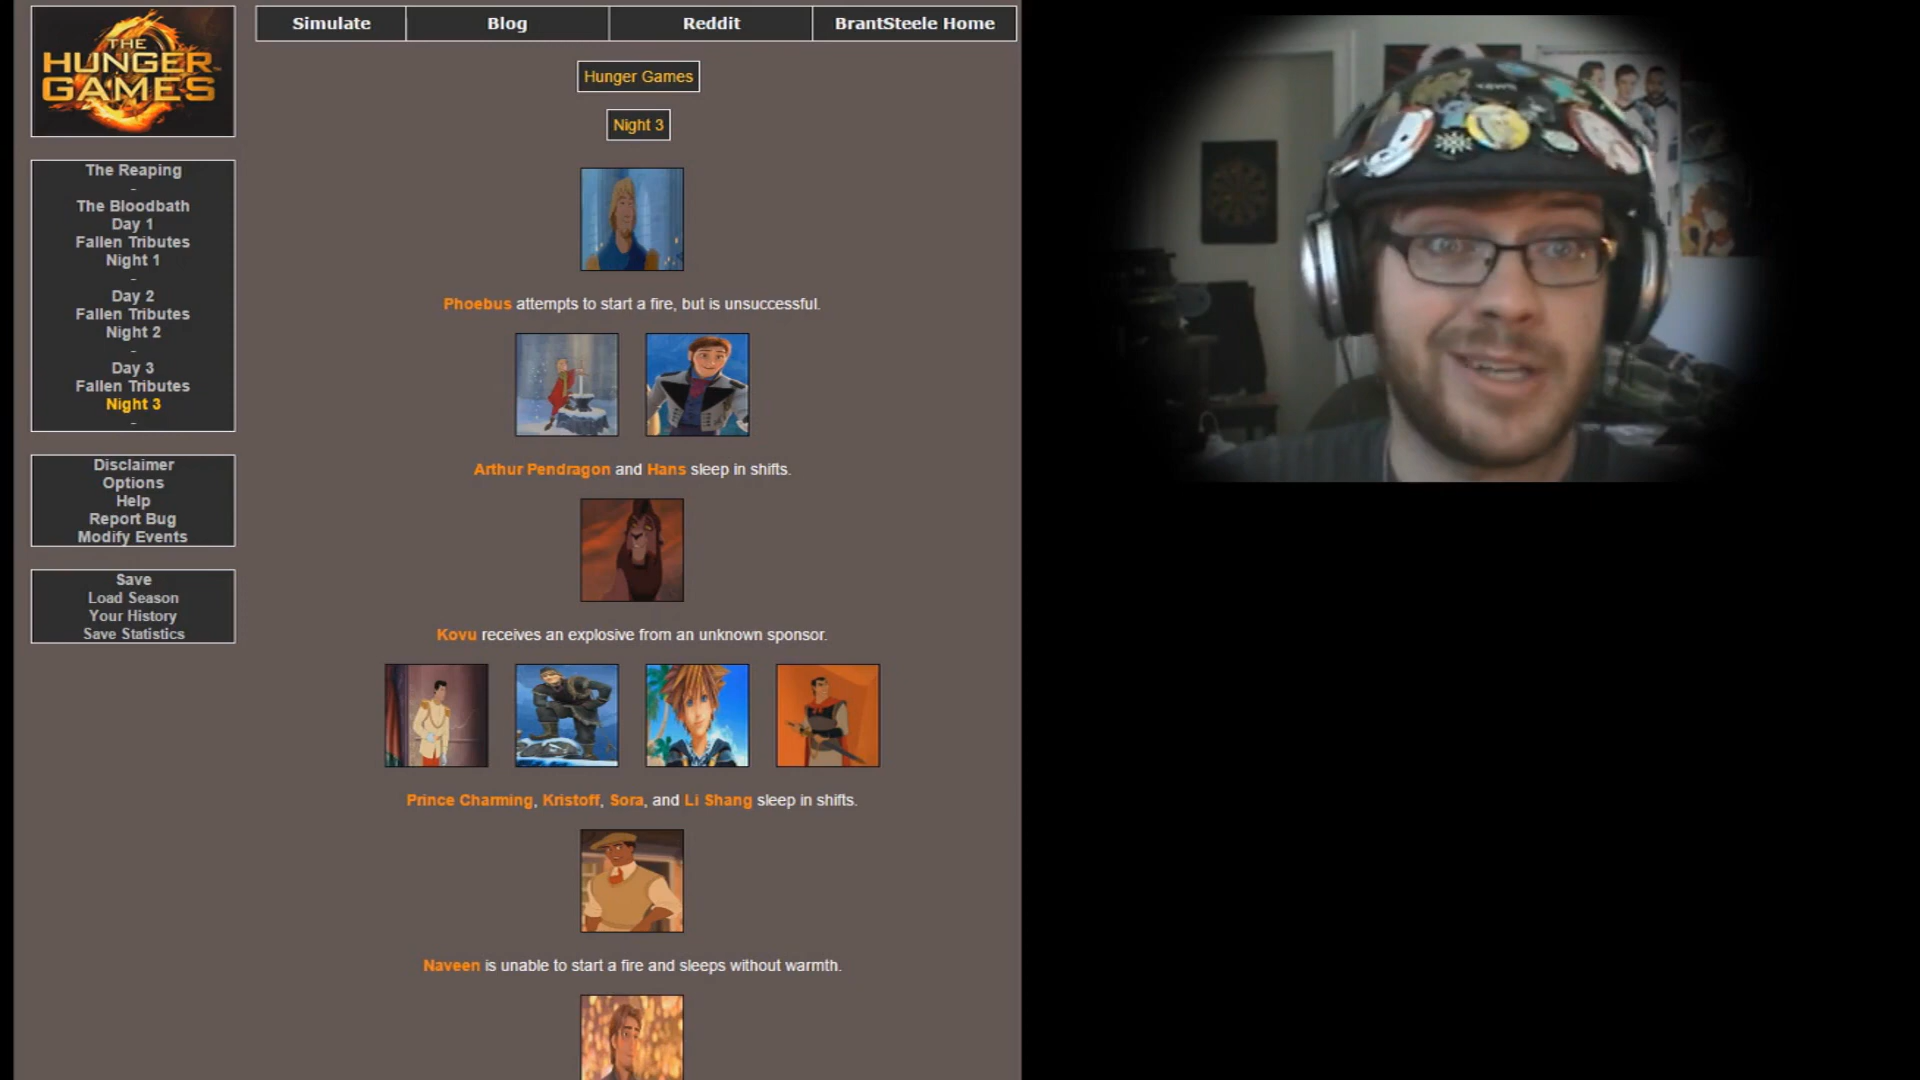 THE
HUNGER
GAMES
Simulate
Blog
Reddit
BrantSteele Home
Hunger Games
Night 3
The Reaping
-
The Bloodbath
Day 1
Fallen Tributes
Night 1
-
Day 2
Fallen Tributes
Night 2
-
Day 3
Fallen Tributes
Night 3
-
Disclaimer
Options
Help
Report Bug
Modify Events
Save
Load Season
Your History
Save Statistics
Phoebus attempts to start a fire, but is unsuccessful.
Arthur Pendragon and Hans sleep in shifts.
Kovu receives an explosive from an unknown sponsor.
Prince Charming, Kristoff, Sora, and Li Shang sleep in shifts.
Naveen is unable to start a fire and sleeps without warmth.